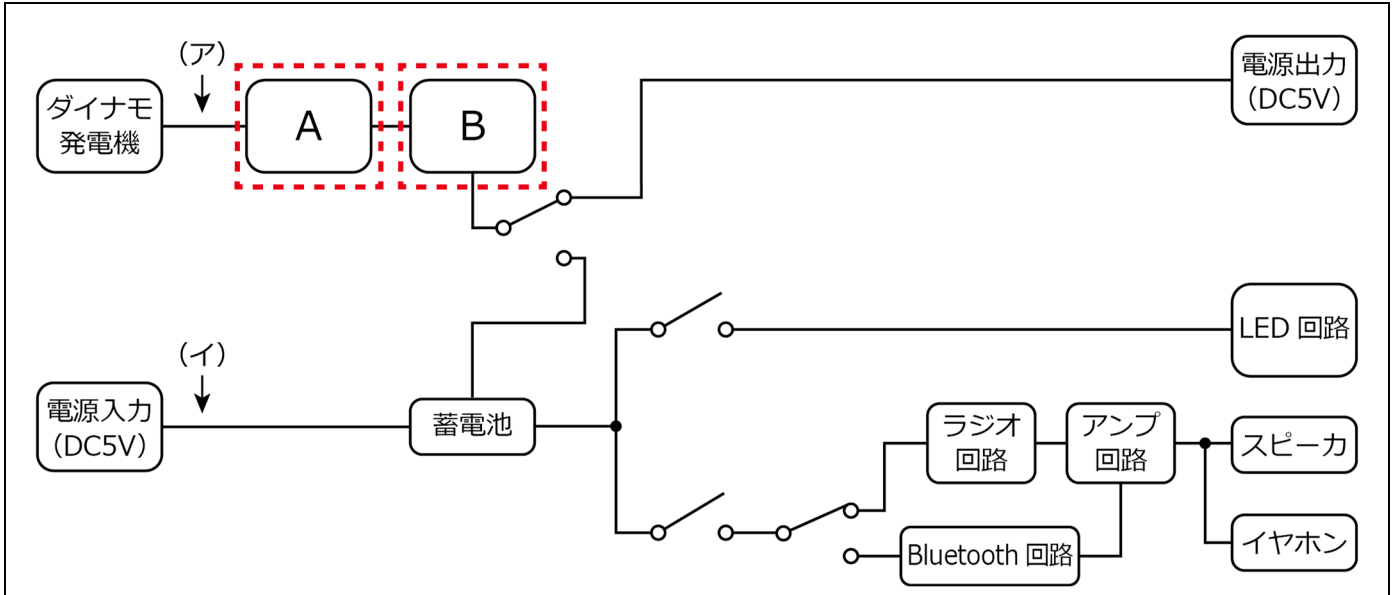 (ア)
ダイナモ
発電機
A
B
電源出力
(DC5V)
(イ)
電源入力
(DC5V)
蓄電池
LED 回路
ラジオ
回路
アンプ
回路
スピーカ
Bluetooth 回路
イヤホン